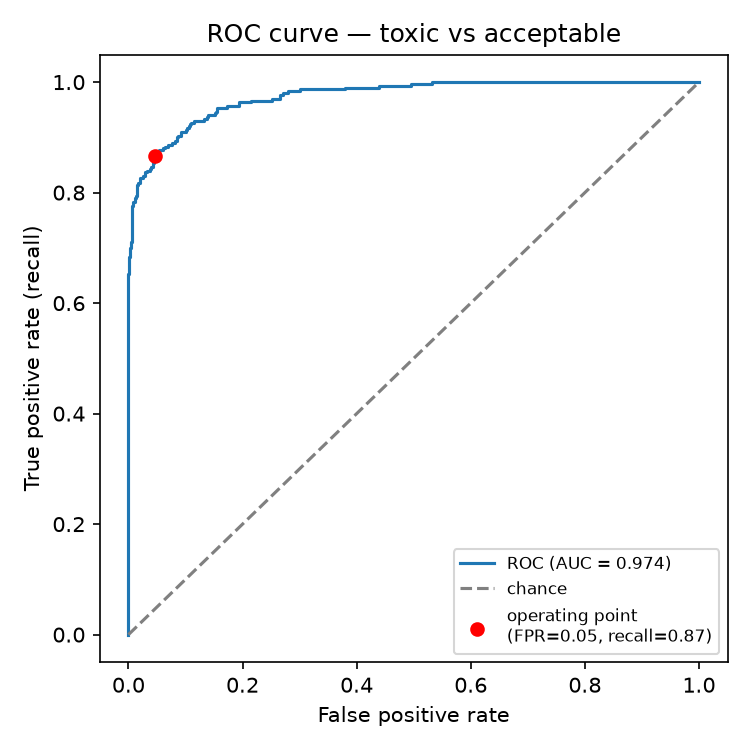 ROC curve — toxic vs acceptable
True positive rate (recall)
1.0
0.8
0.6
0.4
0.2
0.0
ROC (AUC = 0.974)
chance
operating point
(FPR=0.05, recall=0.87)
0.0 0.2 0.4 0.6 0.8 1.0
False positive rate